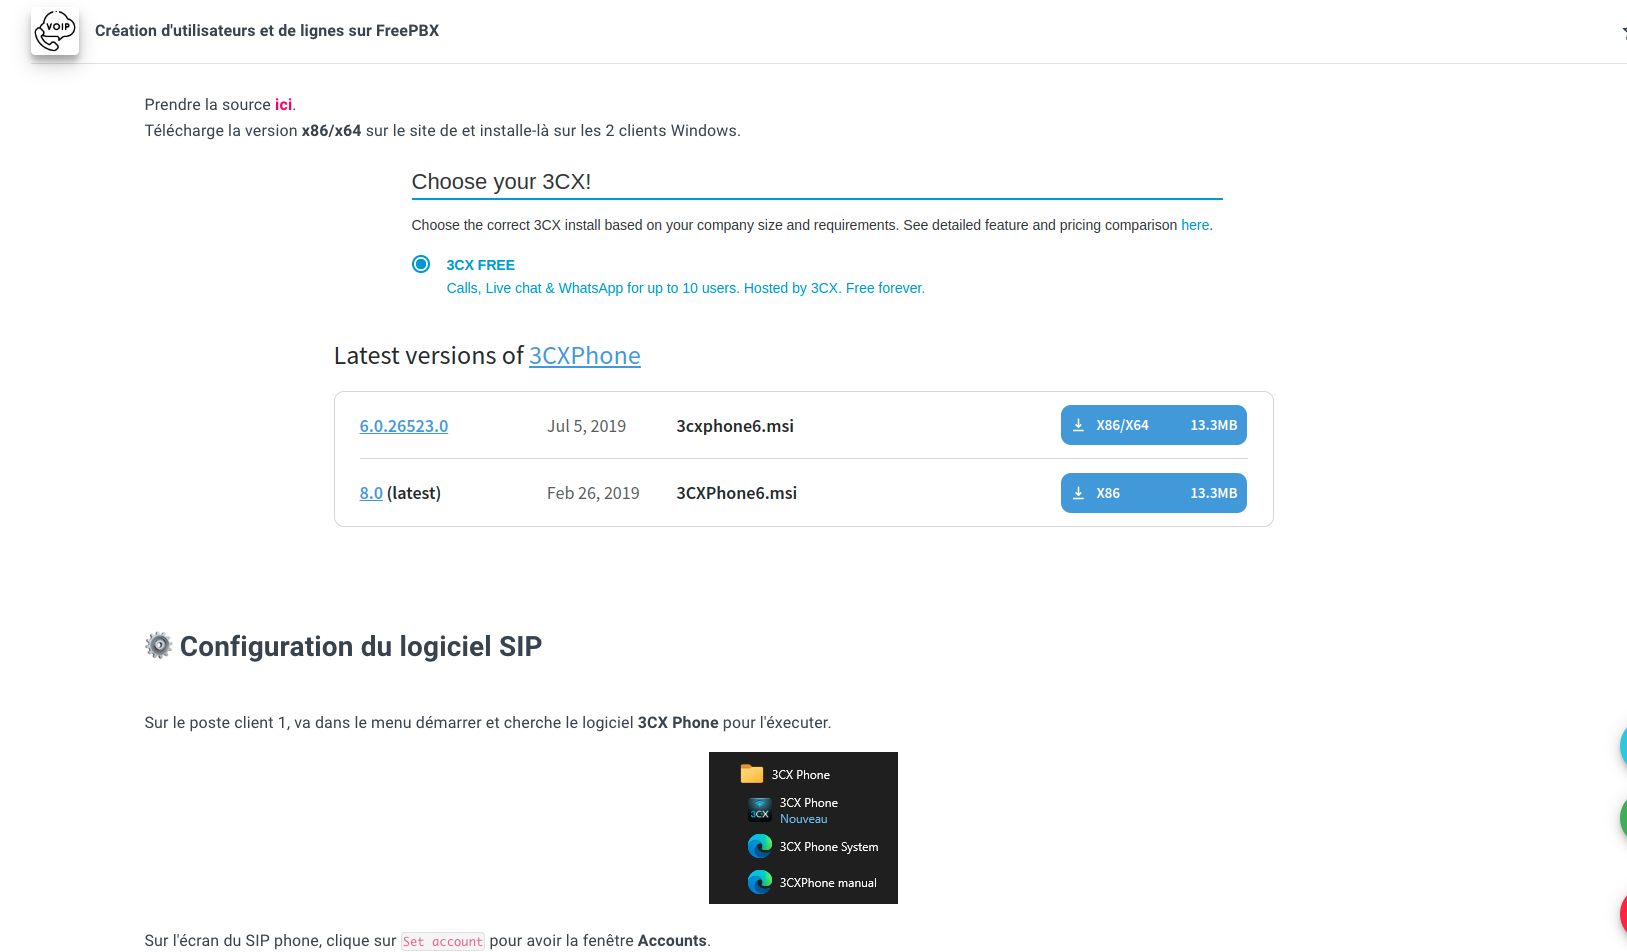 VOIP
Création d'utilisateurs et de lignes sur FreePBX
Prendre la source ici.
Télécharge la version x86/x64 sur le site de et installe-là sur les 2 clients Windows.
Choose your 3CX!
Choose the correct 3CX install based on your company size and requirements. See detailed feature and pricing comparison here.
3CX FREE
Calls, Live chat & WhatsApp for up to 10 users. Hosted by 3CX. Free forever.
Latest versions of 3CXPhone
6.0.26523.0 Jul 5, 2019 3cxphone6.msi X86/X64 13.3MB
8.0 (latest) Feb 26, 2019 3CXPhone6.msi X86 13.3MB
Configuration du logiciel SIP
Sur le poste client 1, va dans le menu démarrer et cherche le logiciel 3CX Phone pour l'éxecuter.
3CX Phone
3CX
3CX Phone
Nouveau
3CX Phone System
3CXPhone manual
Sur l'écran du SIP phone, clique sur Set account pour avoir la fenêtre Accounts.